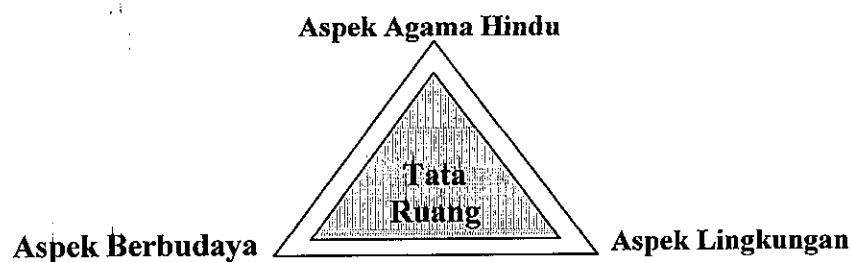 Aspek Agama Hindu
Tata
Ruang
Aspek Berbudaya
Aspek Lingkungan